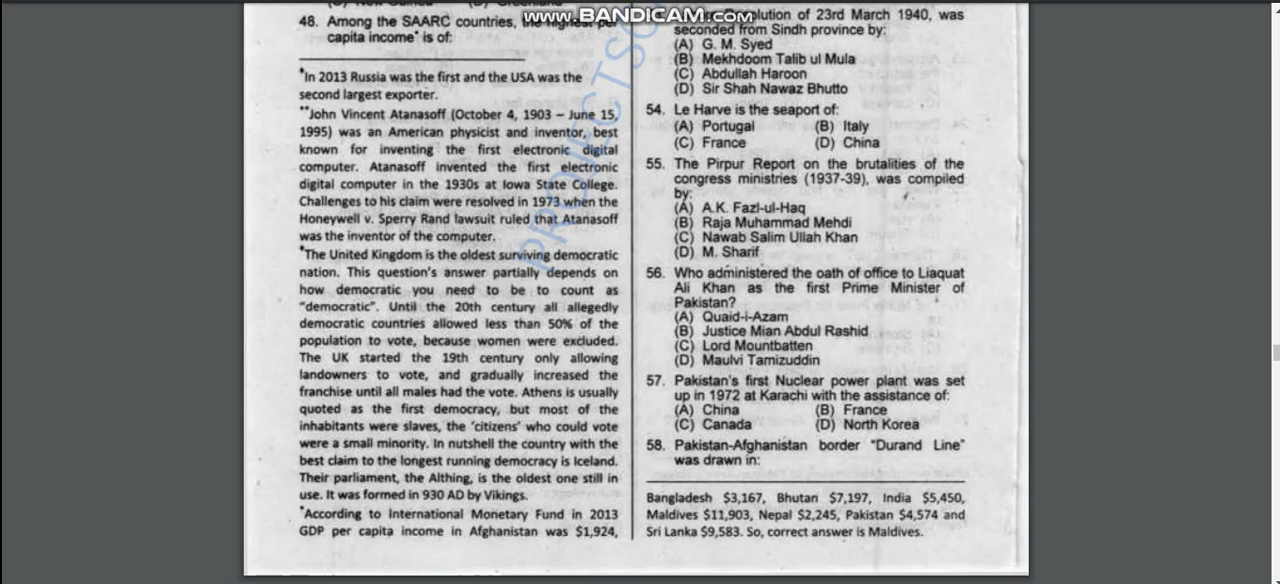 www.BANDICAM.com
48. Among the SAARC countries, the highest per
capita income* is of:
*In 2013 Russia was the first and the USA was the
second largest exporter.
**John Vincent Atanasoff (October 4, 1903 – June 15,
1995) was an American physicist and inventor, best
known for inventing the first electronic digital
computer. Atanasoff invented the first electronic
digital computer in the 1930s at Iowa State College.
Challenges to his claim were resolved in 1973 when the
Honeywell v. Sperry Rand lawsuit ruled that Atanasoff
was the inventor of the computer.
*The United Kingdom is the oldest surviving democratic
nation. This question's answer partially depends on
how democratic you need to be to count as
"democratic". Until the 20th century all allegedly
democratic countries allowed less than 50% of the
population to vote, because women were excluded.
The UK started the 19th century only allowing
landowners to vote, and gradually increased the
franchise until all males had the vote. Athens is usually
quoted as the first democracy, but most of the
inhabitants were slaves, the 'citizens' who could vote
were a small minority. In nutshell the country with the
best claim to the longest running democracy is Iceland.
Their parliament, the Althing, is the oldest one still in
use. It was formed in 930 AD by Vikings.
*According to International Monetary Fund in 2013
GDP per capita income in Afghanistan was $1,924,
Resolution of 23rd March 1940, was
seconded from Sindh province by:
(A) G. M. Syed
(B) Mekhdoom Talib ul Mula
(C) Abdullah Haroon
(D) Sir Shah Nawaz Bhutto
54. Le Harve is the seaport of:
(A) Portugal (B) Italy
(C) France (D) China
55. The Pirpur Report on the brutalities of the
congress ministries (1937-39), was compiled
by:
(A) A.K. Fazl-ul-Haq
(B) Raja Muhammad Mehdi
(C) Nawab Salim Ullah Khan
(D) M. Sharif
56. Who administered the oath of office to Liaquat
Ali Khan as the first Prime Minister of
Pakistan?
(A) Quaid-i-Azam
(B) Justice Mian Abdul Rashid
(C) Lord Mountbatten
(D) Maulvi Tamizuddin
57. Pakistan's first Nuclear power plant was set
up in 1972 at Karachi with the assistance of:
(A) China (B) France
(C) Canada (D) North Korea
58. Pakistan-Afghanistan border "Durand Line"
was drawn in:
Bangladesh $3,167, Bhutan $7,197, India $5,450,
Maldives $11,903, Nepal $2,245, Pakistan $4,574 and
Sri Lanka $9,583. So, correct answer is Maldives.